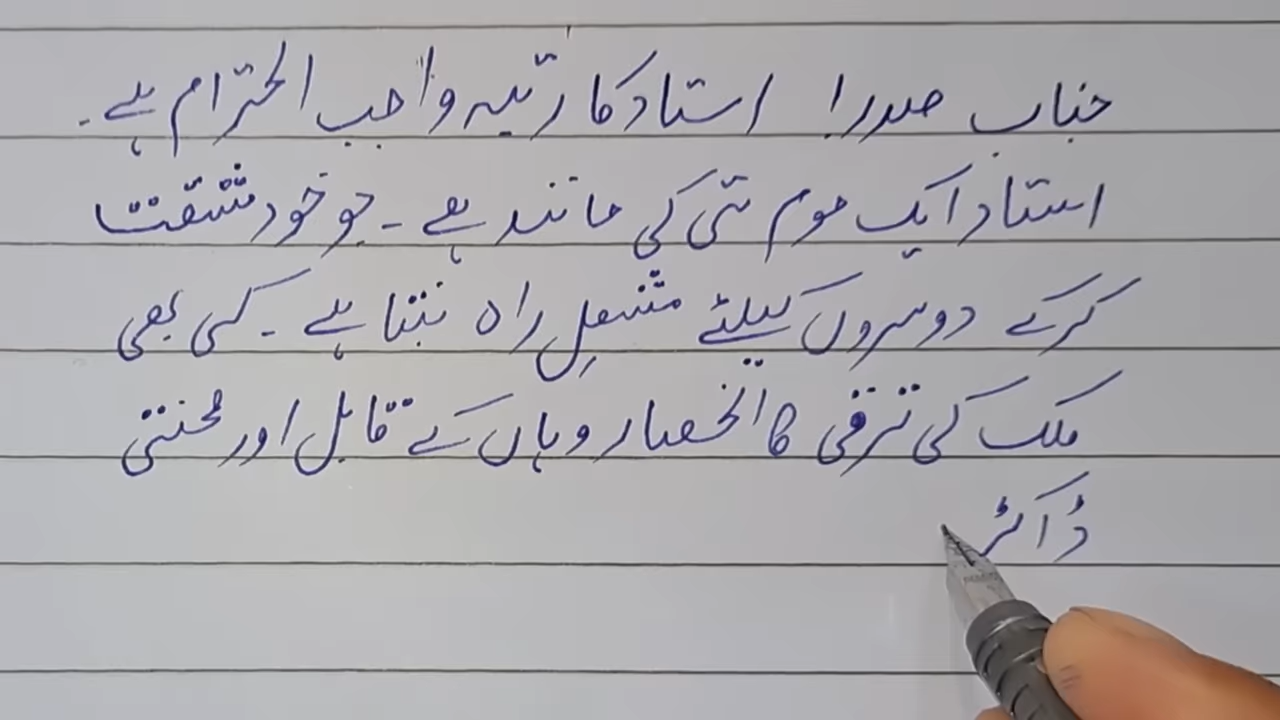 جناب صدر! استاد کا رتبہ واجب الحترام ہے۔
استاد ایک موم بتی کی مانند ہے ۔ جو خود مشقت
کرکے دوسروں کیلئے مشعلِ راہ بنتا ہے ۔ کسی بھی
ملک کی ترقی کا انحصار وہاں کے قابل اور محنتی
ڈاکٹر